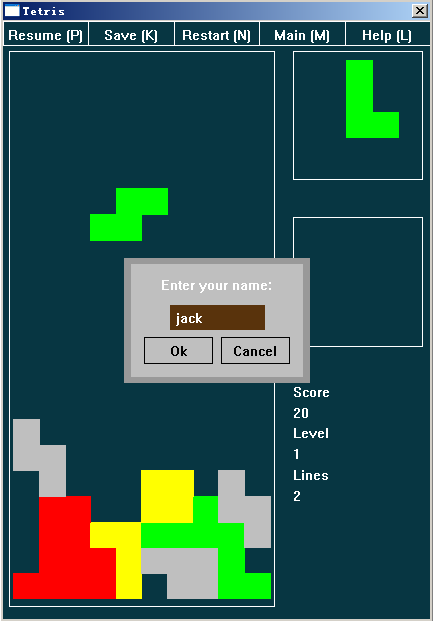 Tetris
Resume (P) Save (K) Restart (N) Main (M) Help (L)
Enter your name:
jack
Ok Cancel
Score
20
Level
1
Lines
2